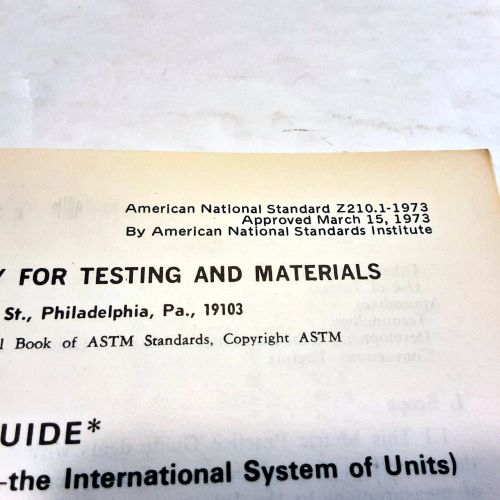 American National Standard Z210.1-1973
Approved March 15, 1973
By American National Standards Institute
FOR TESTING AND MATERIALS
St., Philadelphia, Pa., 19103
Book of ASTM Standards, Copyright ASTM
UIDE*
-the International System of Units)